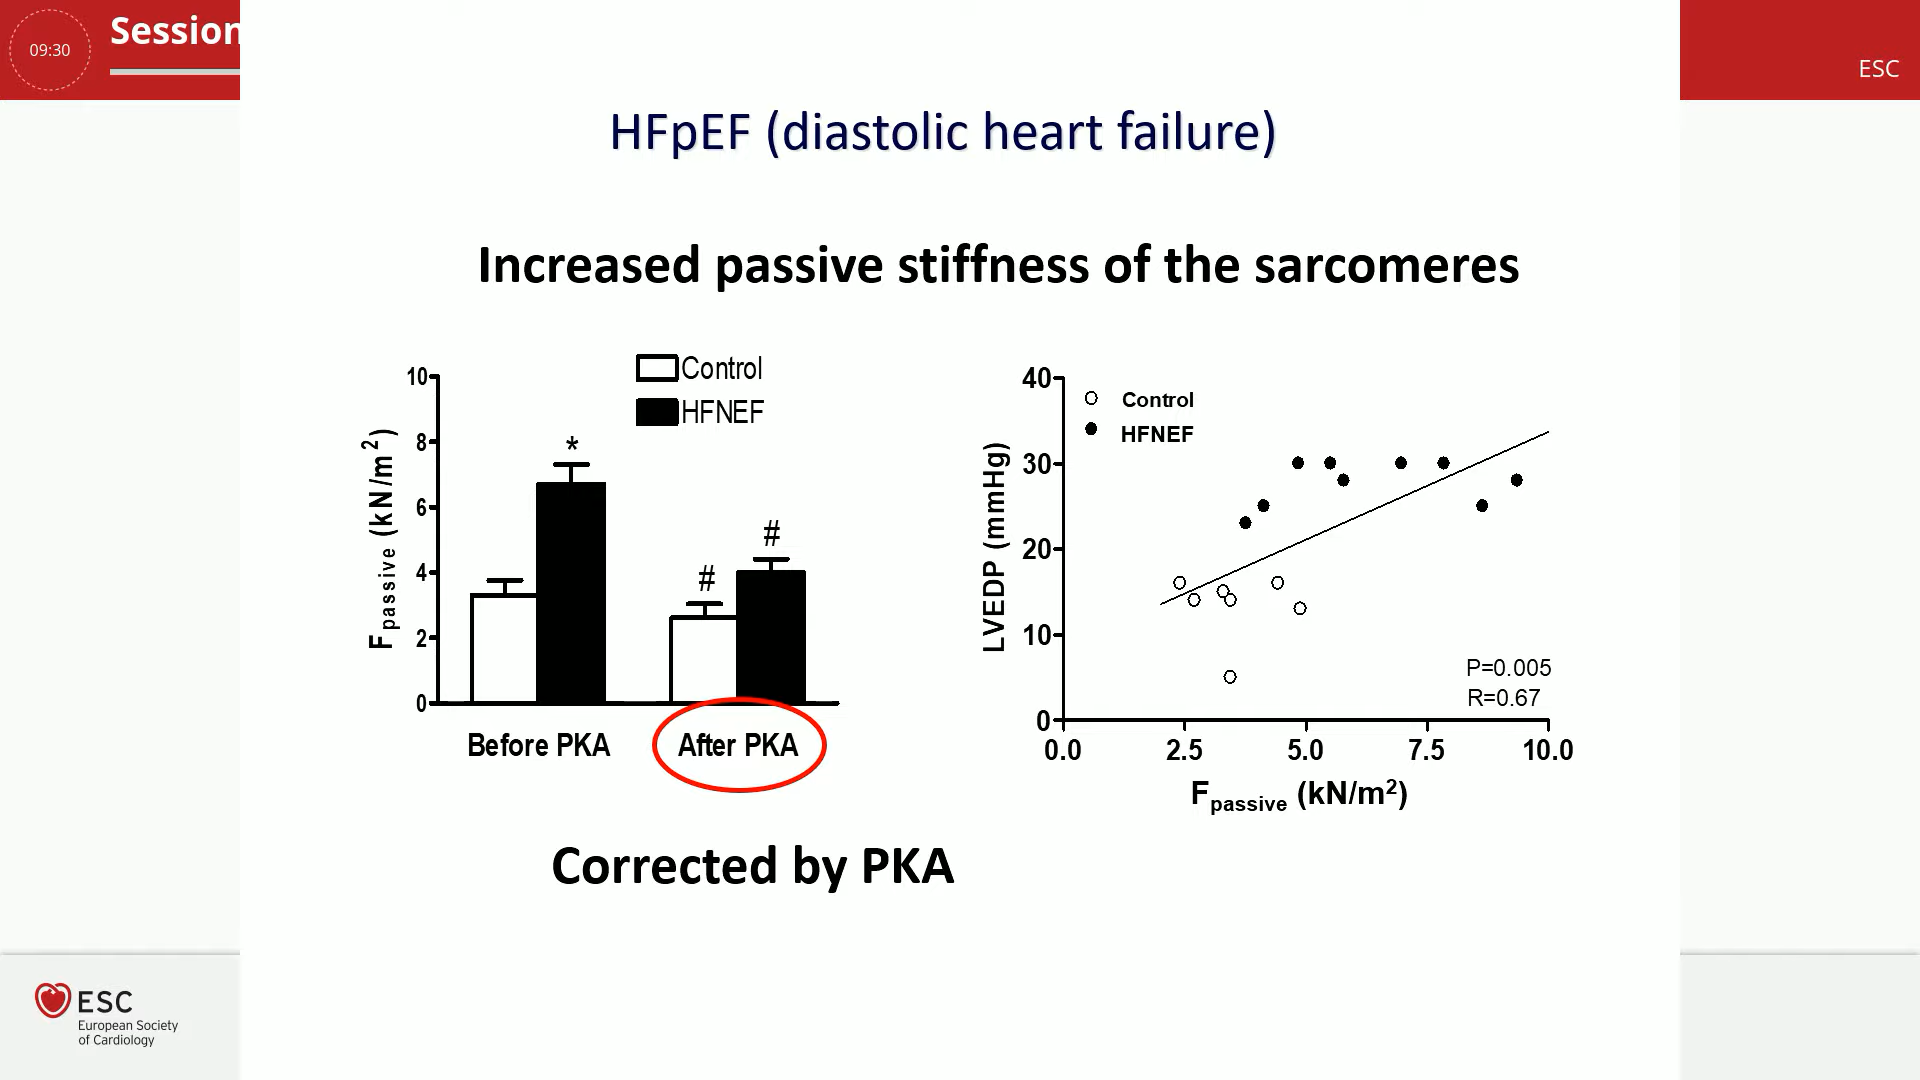 09:30
Session
ESC
HFpEF (diastolic heart failure)
Increased passive stiffness of the sarcomeres
Control
HFNEF
10
8
6
4
2
0
Fpassive (kN/m²)
*
#
#
Before PKA
After PKA
Control
HFNEF
40
30
20
10
0
LVEDP (mmHg)
P=0.005
R=0.67
0.0 2.5 5.0 7.5 10.0
Fpassive (kN/m²)
Corrected by PKA
ESC
European Society
of Cardiology